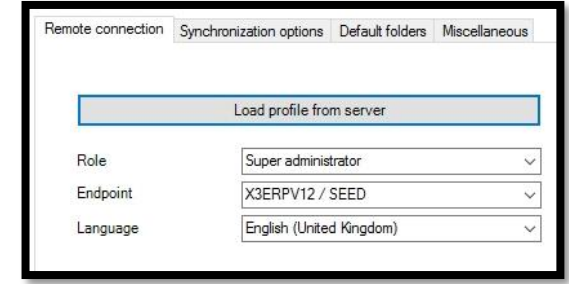 Remote connection Synchronization options Default folders Miscellaneous
Load profile from server
Role Super administrator
Endpoint X3ERPV12 / SEED
Language English (United Kingdom)